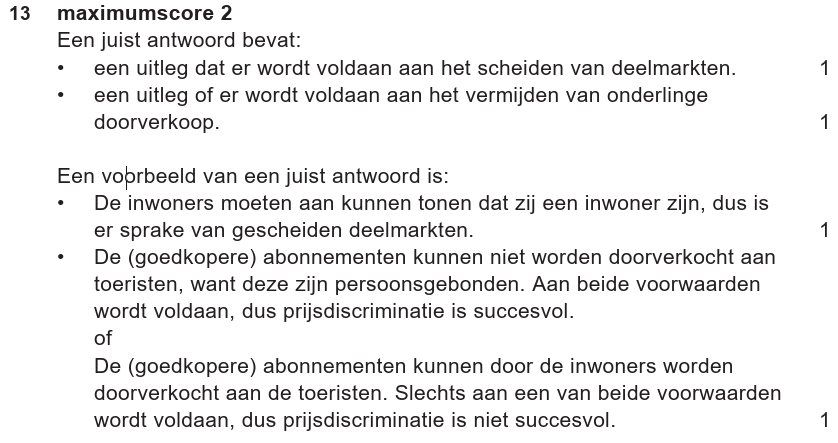 13 maximumscore 2
Een juist antwoord bevat:
• een uitleg dat er wordt voldaan aan het scheiden van deelmarkten. 1
• een uitleg of er wordt voldaan aan het vermijden van onderlinge
doorverkoop. 1
Een voorbeeld van een juist antwoord is:
• De inwoners moeten aan kunnen tonen dat zij een inwoner zijn, dus is
er sprake van gescheiden deelmarkten. 1
• De (goedkopere) abonnementen kunnen niet worden doorverkocht aan
toeristen, want deze zijn persoonsgebonden. Aan beide voorwaarden
wordt voldaan, dus prijsdiscriminatie is succesvol.
of
De (goedkopere) abonnementen kunnen door de inwoners worden
doorverkocht aan de toeristen. Slechts aan een van beide voorwaarden
wordt voldaan, dus prijsdiscriminatie is niet succesvol. 1